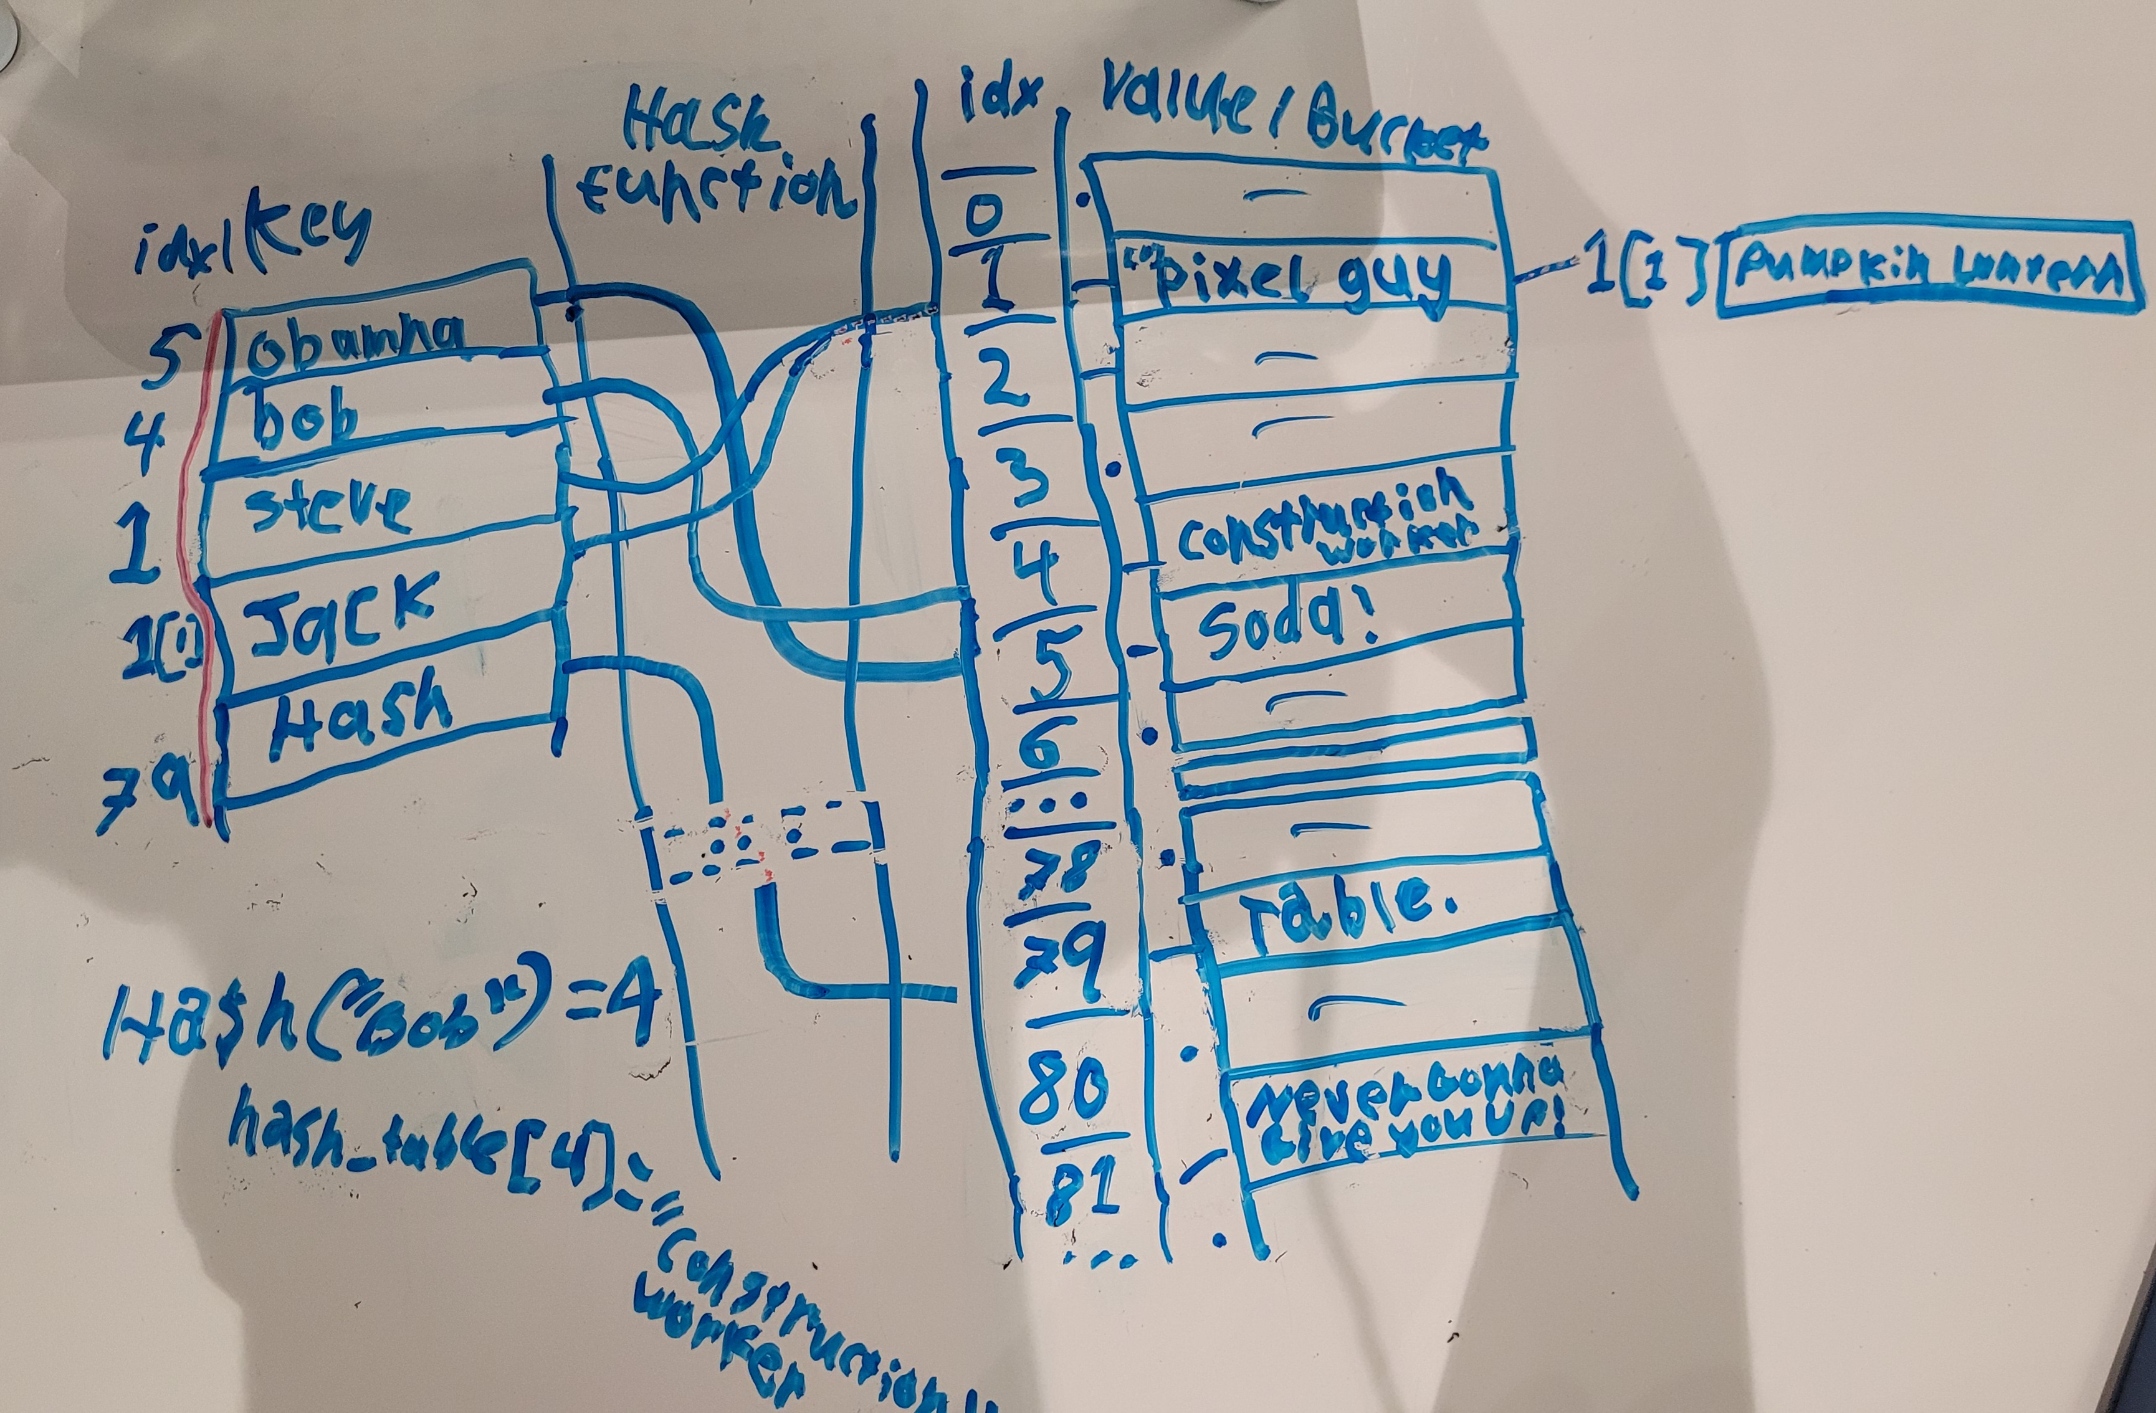 idx/Key
5 Obamna
4 bob
1 steve
1[1] Jack
79 Hash
Hash
Function
idx
Value/Bucket
0 —
1 [0] pixel guy
1[1] Pumpkin Lantern
2 —
3 —
4 construction
worker
5 Soda!
6 —
...
78 —
79 Table.
80 —
81 Never Gonna
Give you UP!
...
Hash("Bob")=4
hash_table[4]:
"Construction
worker"